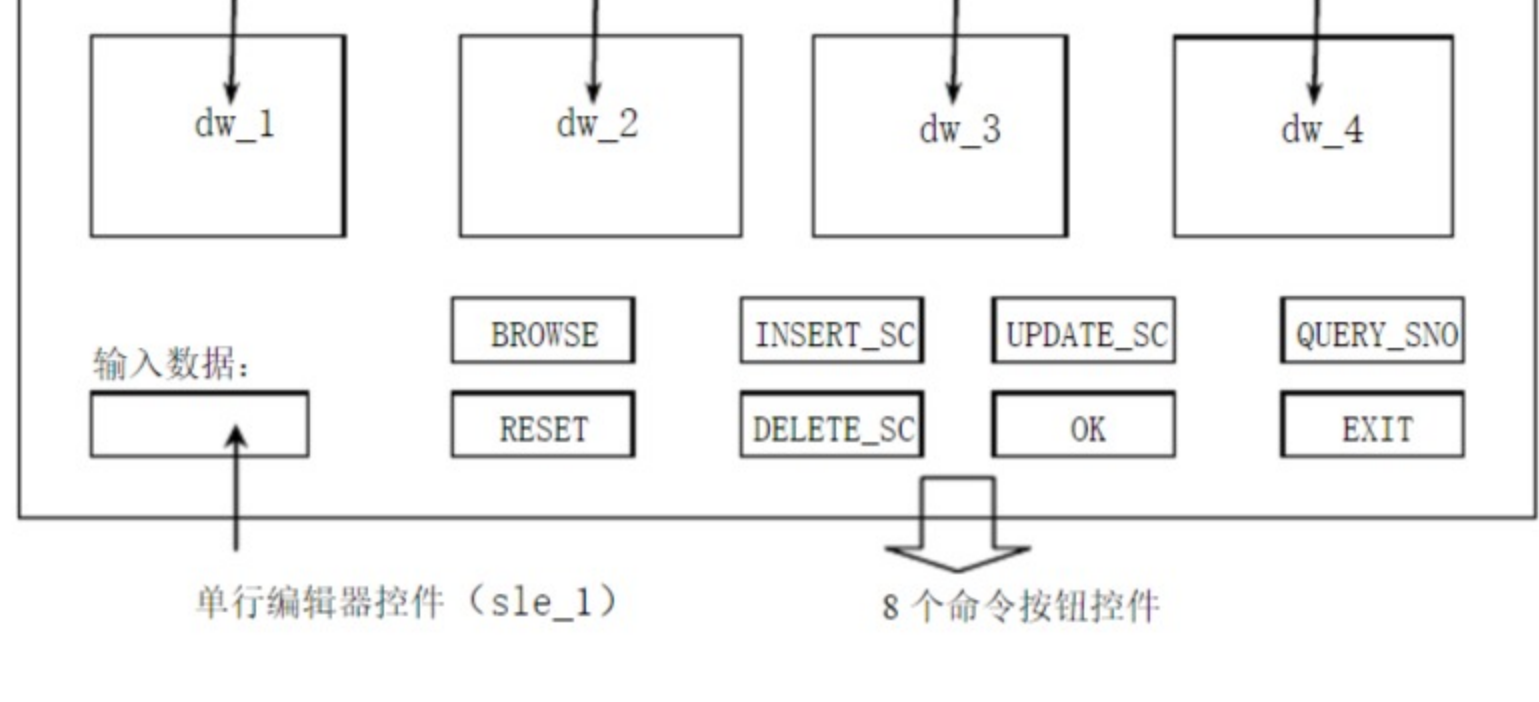 dw_1 dw_2 dw_3 dw_4
BROWSE INSERT_SC UPDATE_SC QUERY_SNO
输入数据：
RESET DELETE_SC OK EXIT
单行编辑器控件（sle_1） 8 个命令按钮控件